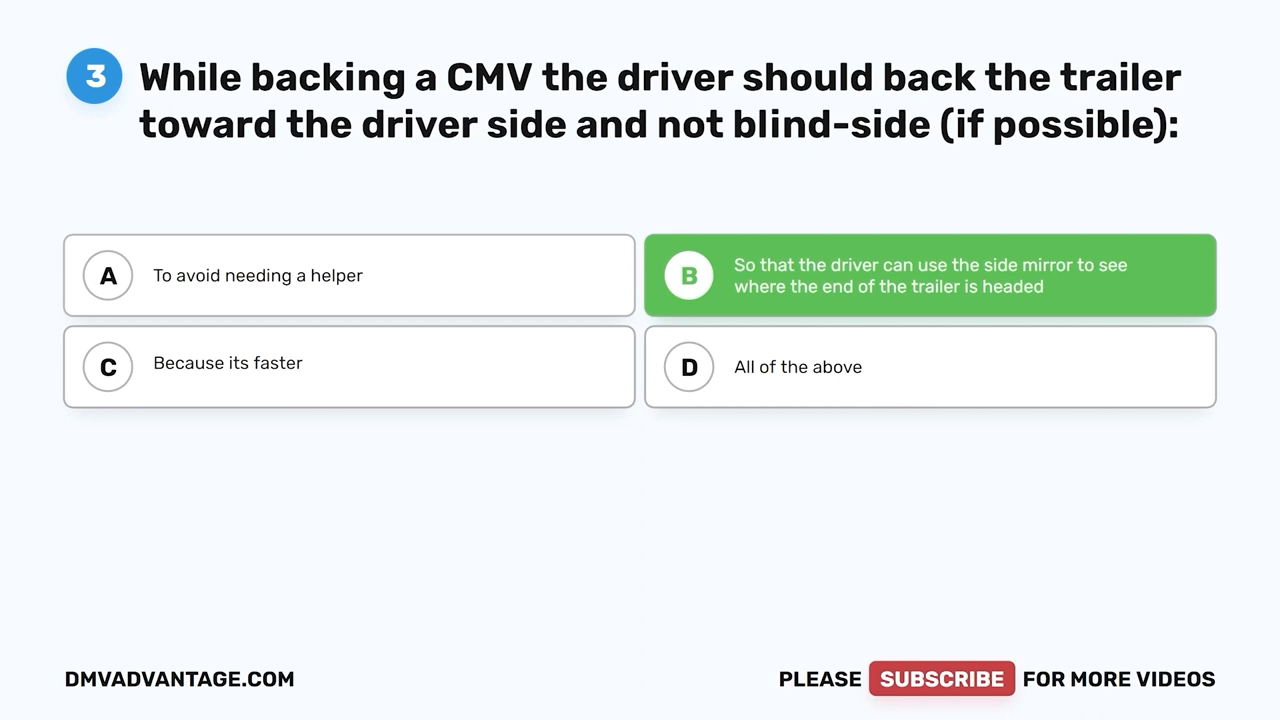 3
While backing a CMV the driver should back the trailer
toward the driver side and not blind-side (if possible):
A
To avoid needing a helper
B
So that the driver can use the side mirror to see
where the end of the trailer is headed
C
Because its faster
D
All of the above
DMVADVANTAGE.COM
PLEASE SUBSCRIBE FOR MORE VIDEOS